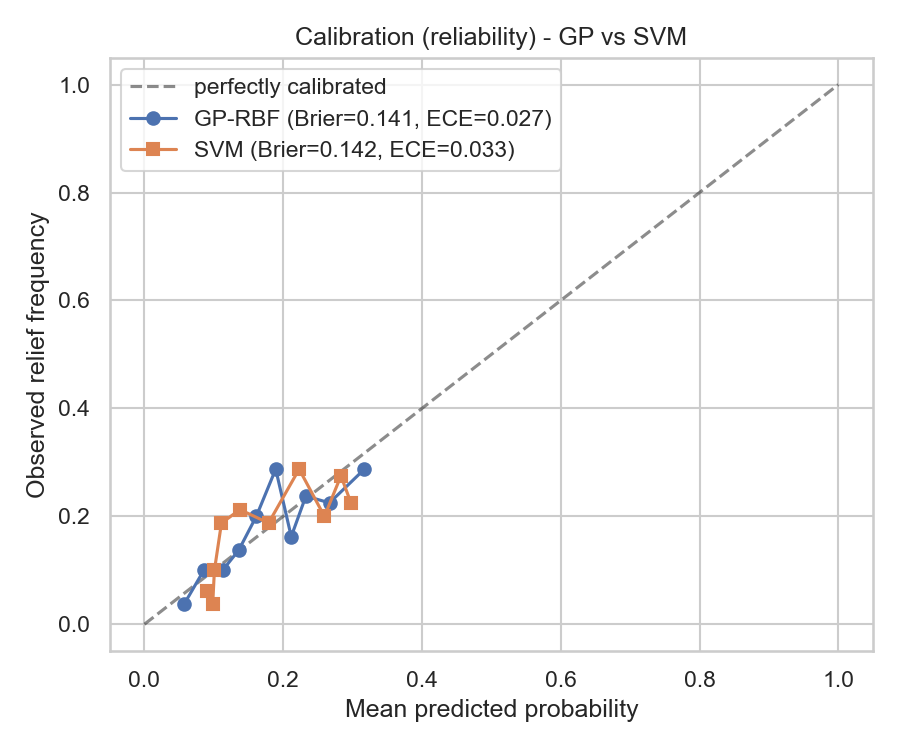 Calibration (reliability) - GP vs SVM
perfectly calibrated
GP-RBF (Brier=0.141, ECE=0.027)
SVM (Brier=0.142, ECE=0.033)
Observed relief frequency
1.0
0.8
0.6
0.4
0.2
0.0
0.0 0.2 0.4 0.6 0.8 1.0
Mean predicted probability